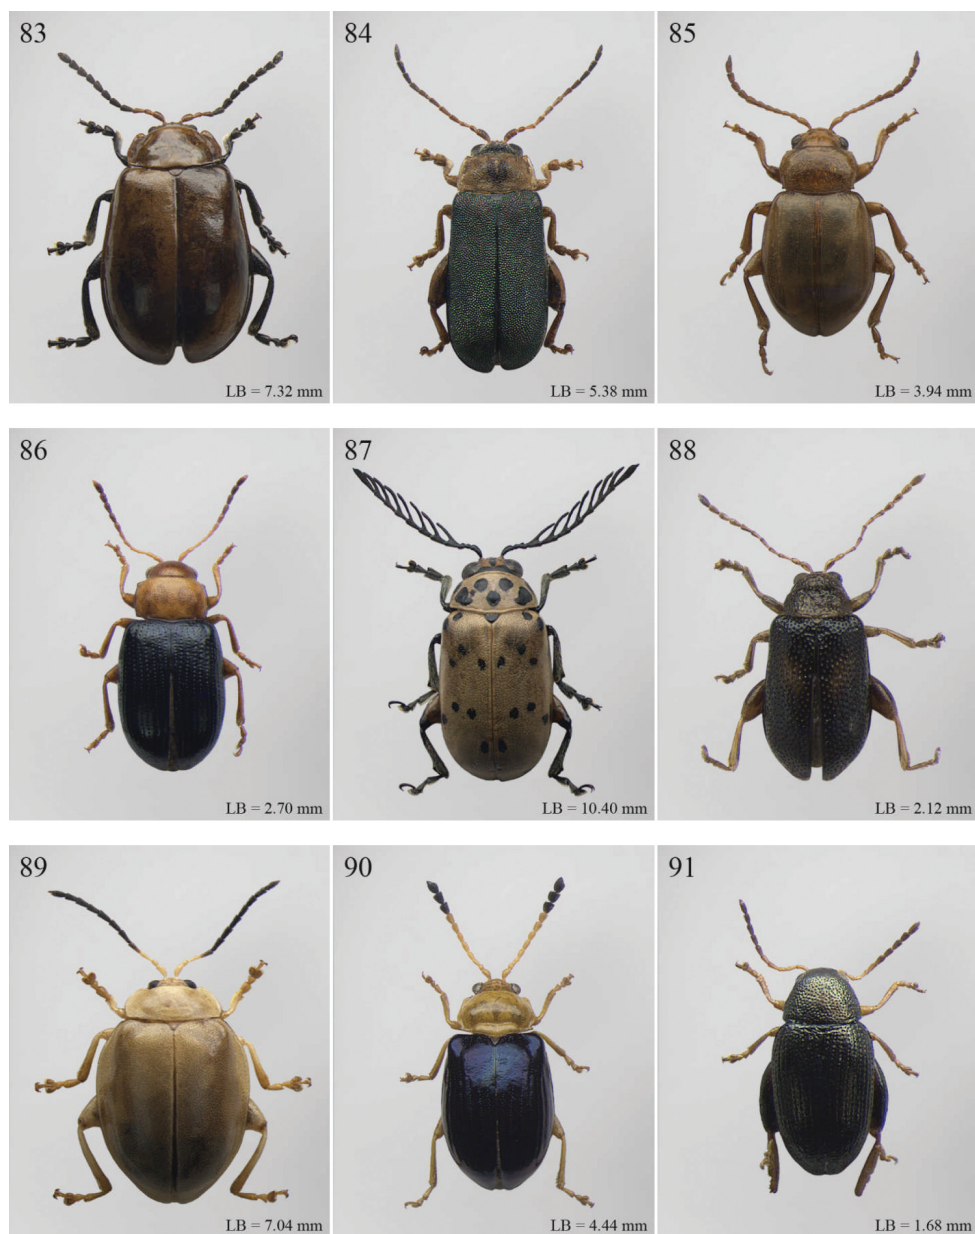 83
84
85
LB = 7.32 mm
LB = 5.38 mm
LB = 3.94 mm
86
87
88
LB = 2.70 mm
LB = 10.40 mm
LB = 2.12 mm
89
90
91
LB = 7.04 mm
LB = 4.44 mm
LB = 1.68 mm